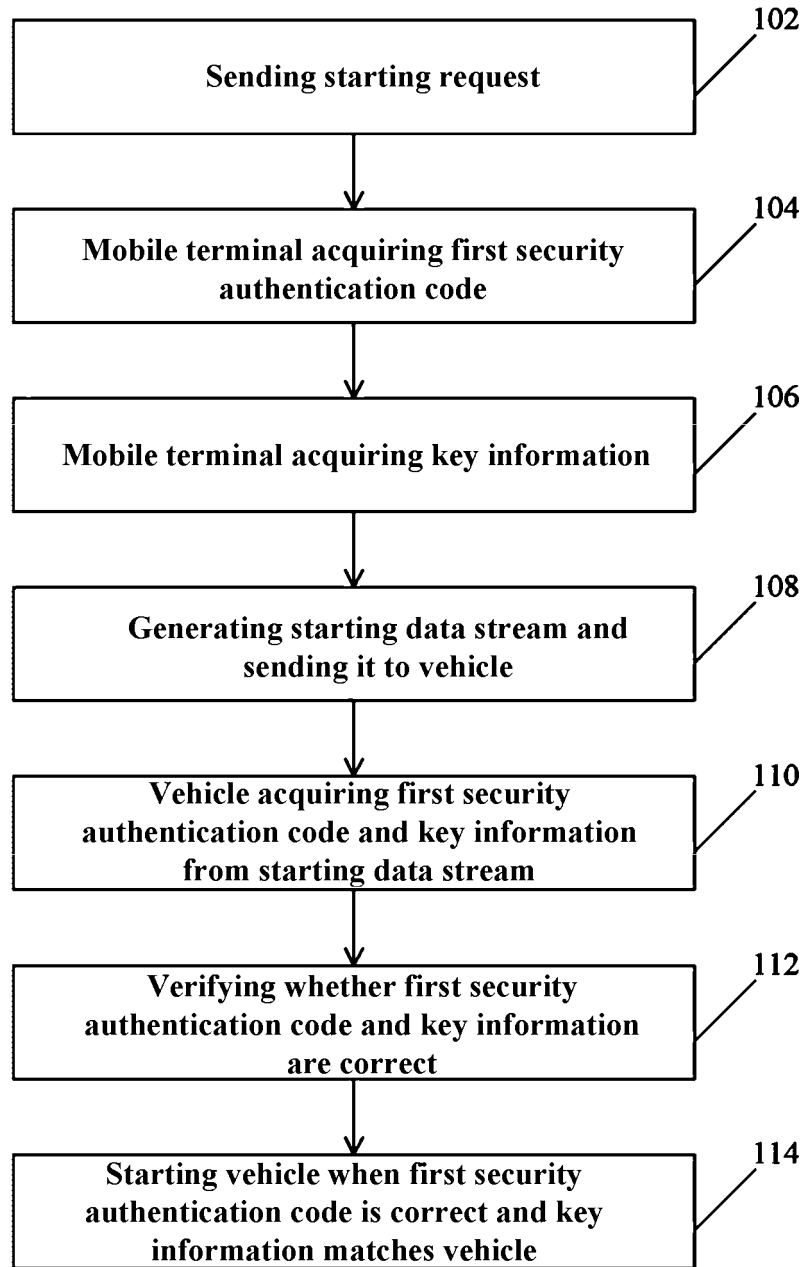 102
Sending starting request
104
Mobile terminal acquiring first security
authentication code
106
Mobile terminal acquiring key information
108
Generating starting data stream and
sending it to vehicle
110
Vehicle acquiring first security
authentication code and key information
from starting data stream
112
Verifying whether first security
authentication code and key information
are correct
114
Starting vehicle when first security
authentication code is correct and key
information matches vehicle